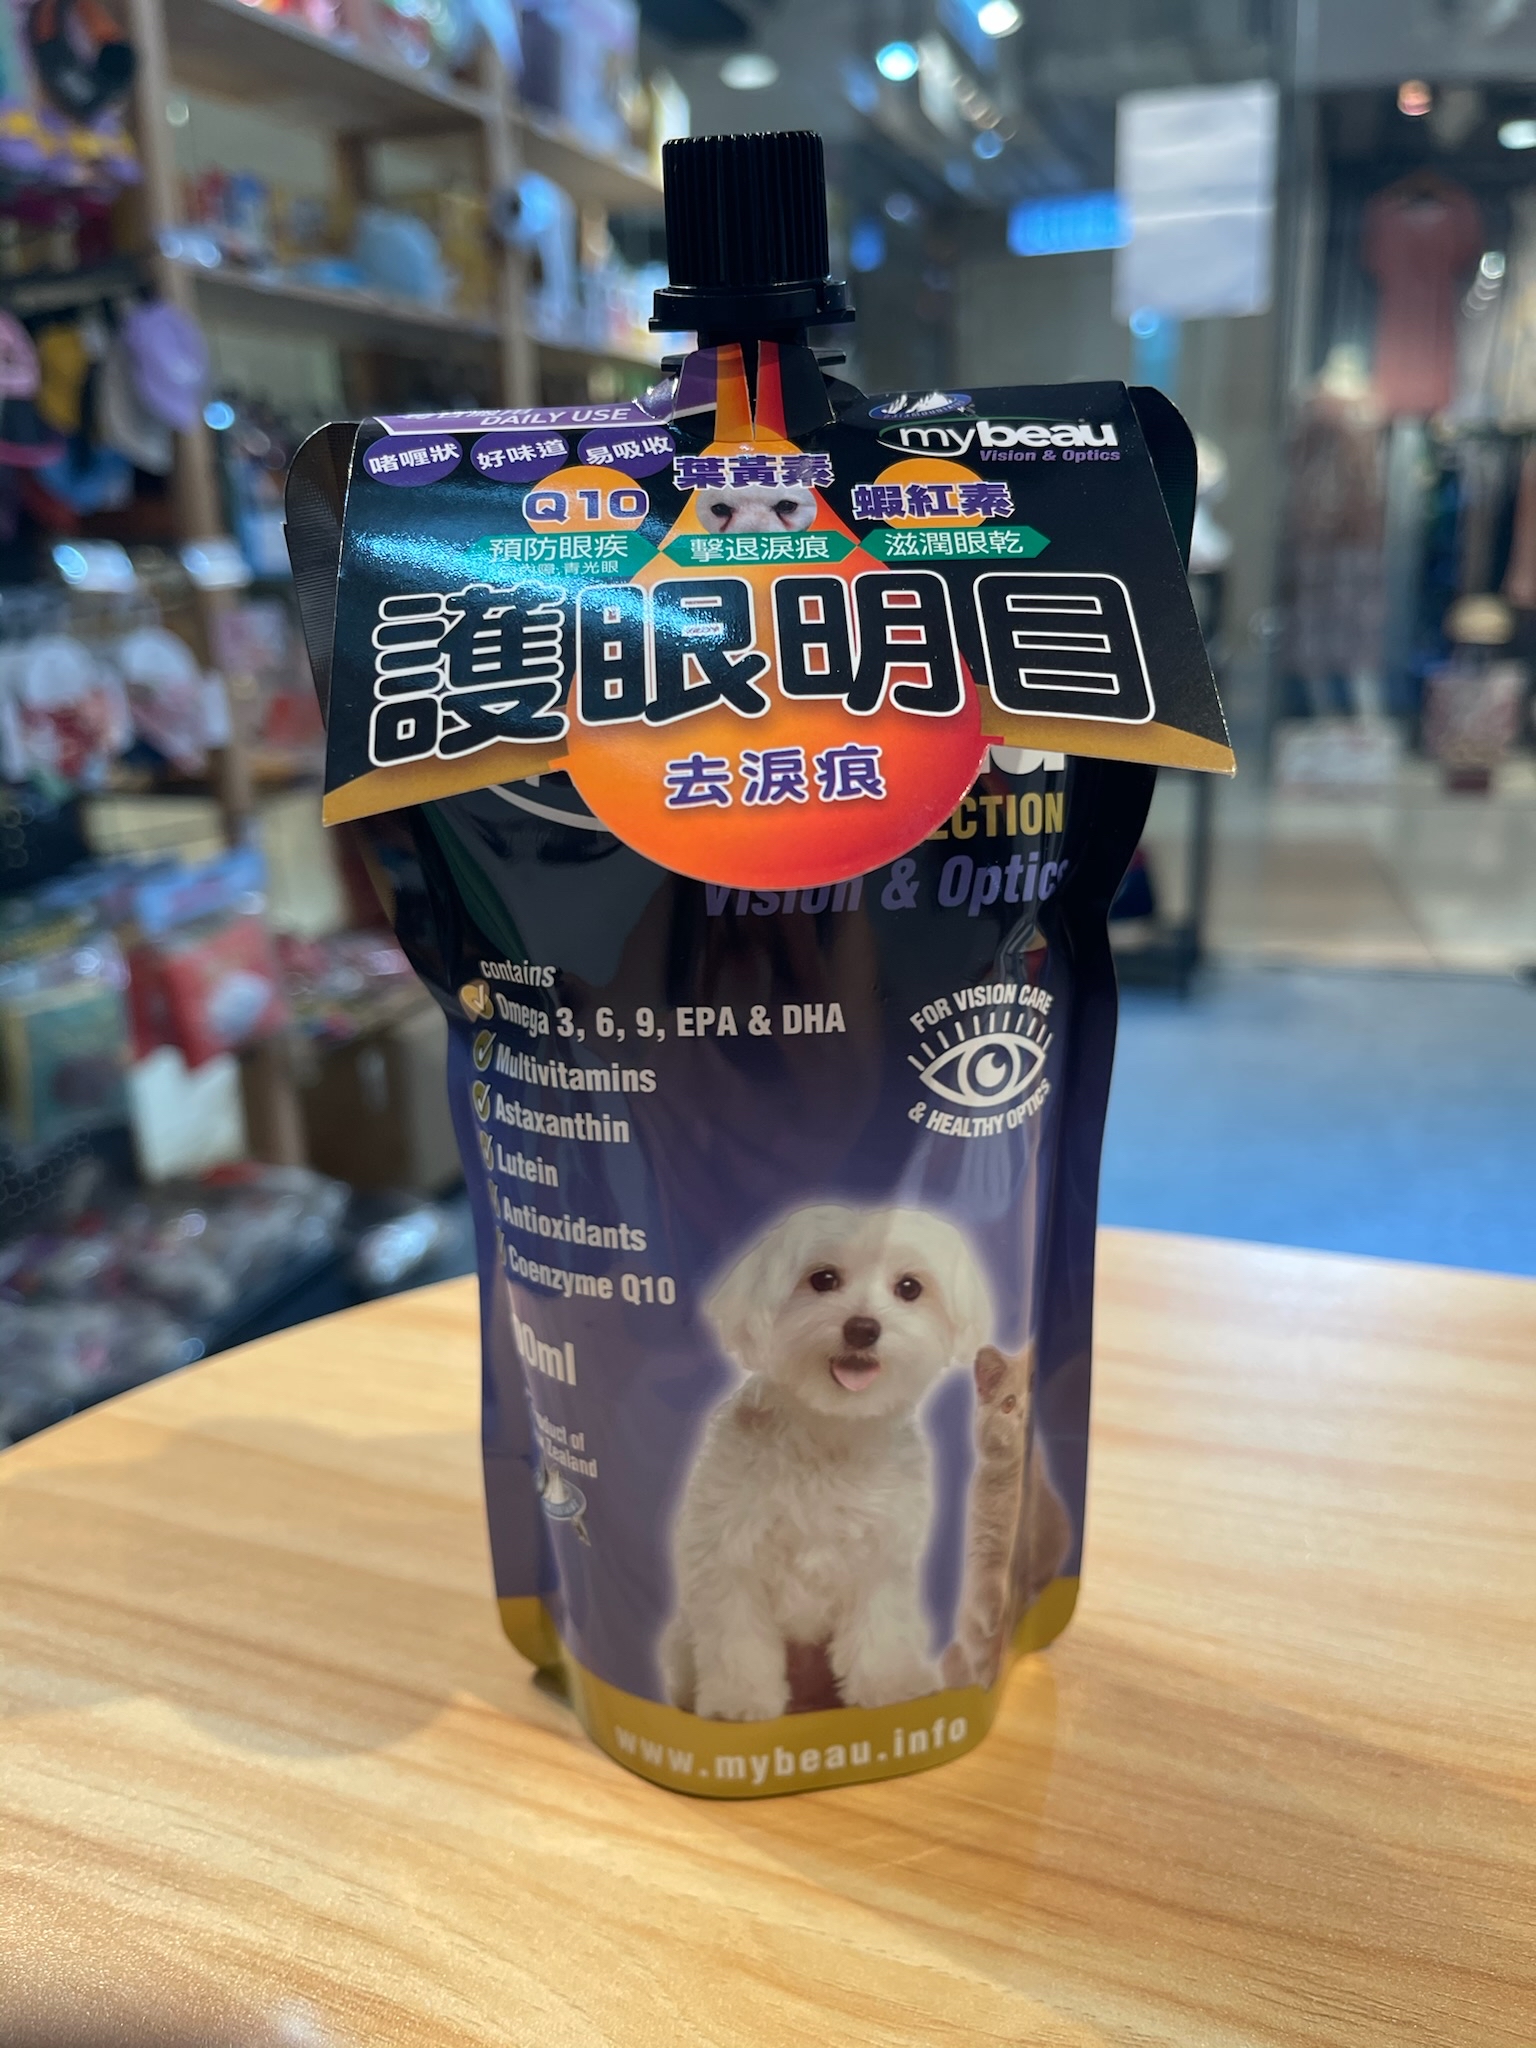 DAILY USE
啫喱狀 好味道 易吸收
mybeau
Vision & Optics
Q10 葉黃素 蝦紅素
預防眼疾 擊退淚痕 滋潤眼乾
青光眼
護眼明目
去淚痕
Vision & Optics
contains
Omega 3, 6, 9, EPA & DHA
Multivitamins
Astaxanthin
Lutein
Antioxidants
Coenzyme Q10
FOR VISION CARE
& HEALTHY OPTICS
www.mybeau.info